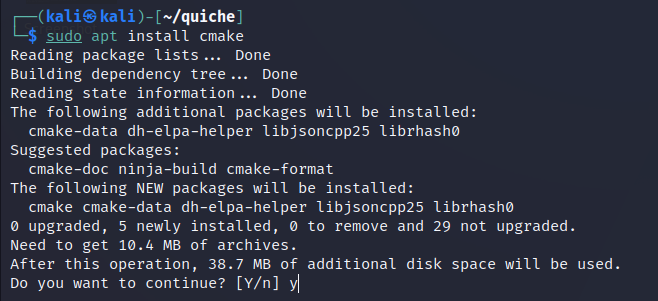 ┌──(kali㉿kali)-[~/quiche]
└─$ sudo apt install cmake
Reading package lists... Done
Building dependency tree... Done
Reading state information... Done
The following additional packages will be installed:
  cmake-data dh-elpa-helper libjsoncpp25 librhash0
Suggested packages:
  cmake-doc ninja-build cmake-format
The following NEW packages will be installed:
  cmake cmake-data dh-elpa-helper libjsoncpp25 librhash0
0 upgraded, 5 newly installed, 0 to remove and 29 not upgraded.
Need to get 10.4 MB of archives.
After this operation, 38.7 MB of additional disk space will be used.
Do you want to continue? [Y/n] y